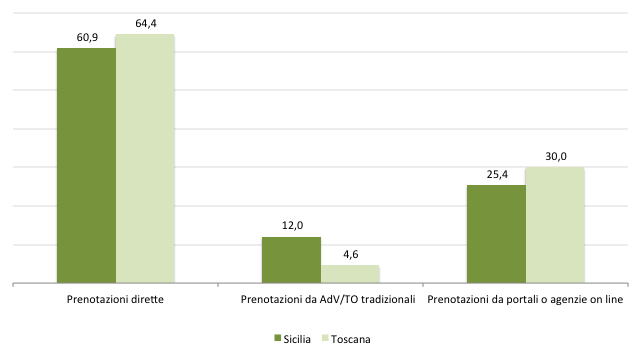 64,4
60,9
30,0
25,4
12,0
4,6
Prenotazioni dirette
Prenotazioni da AdV/TO tradizionali
Prenotazioni da portali o agenzie on line
Sicilia
Toscana